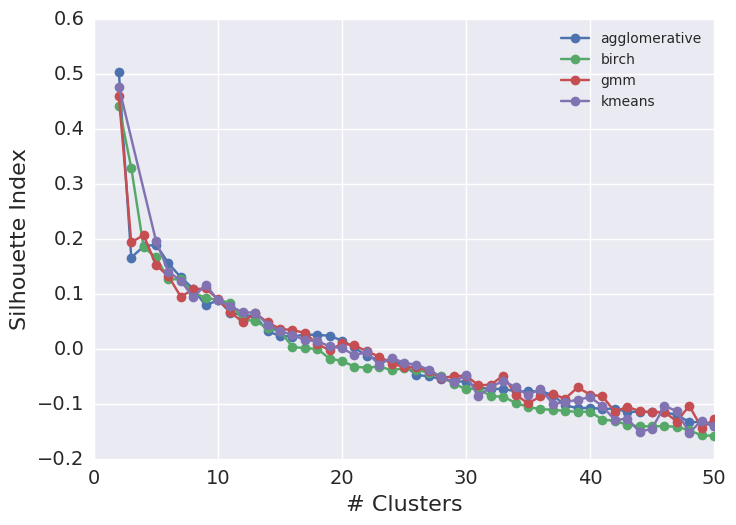 0.6
0.5
0.4
0.3
0.2
0.1
0.0
−0.1
−0.2
Silhouette Index
agglomerative
birch
gmm
kmeans
0 10 20 30 40 50
# Clusters